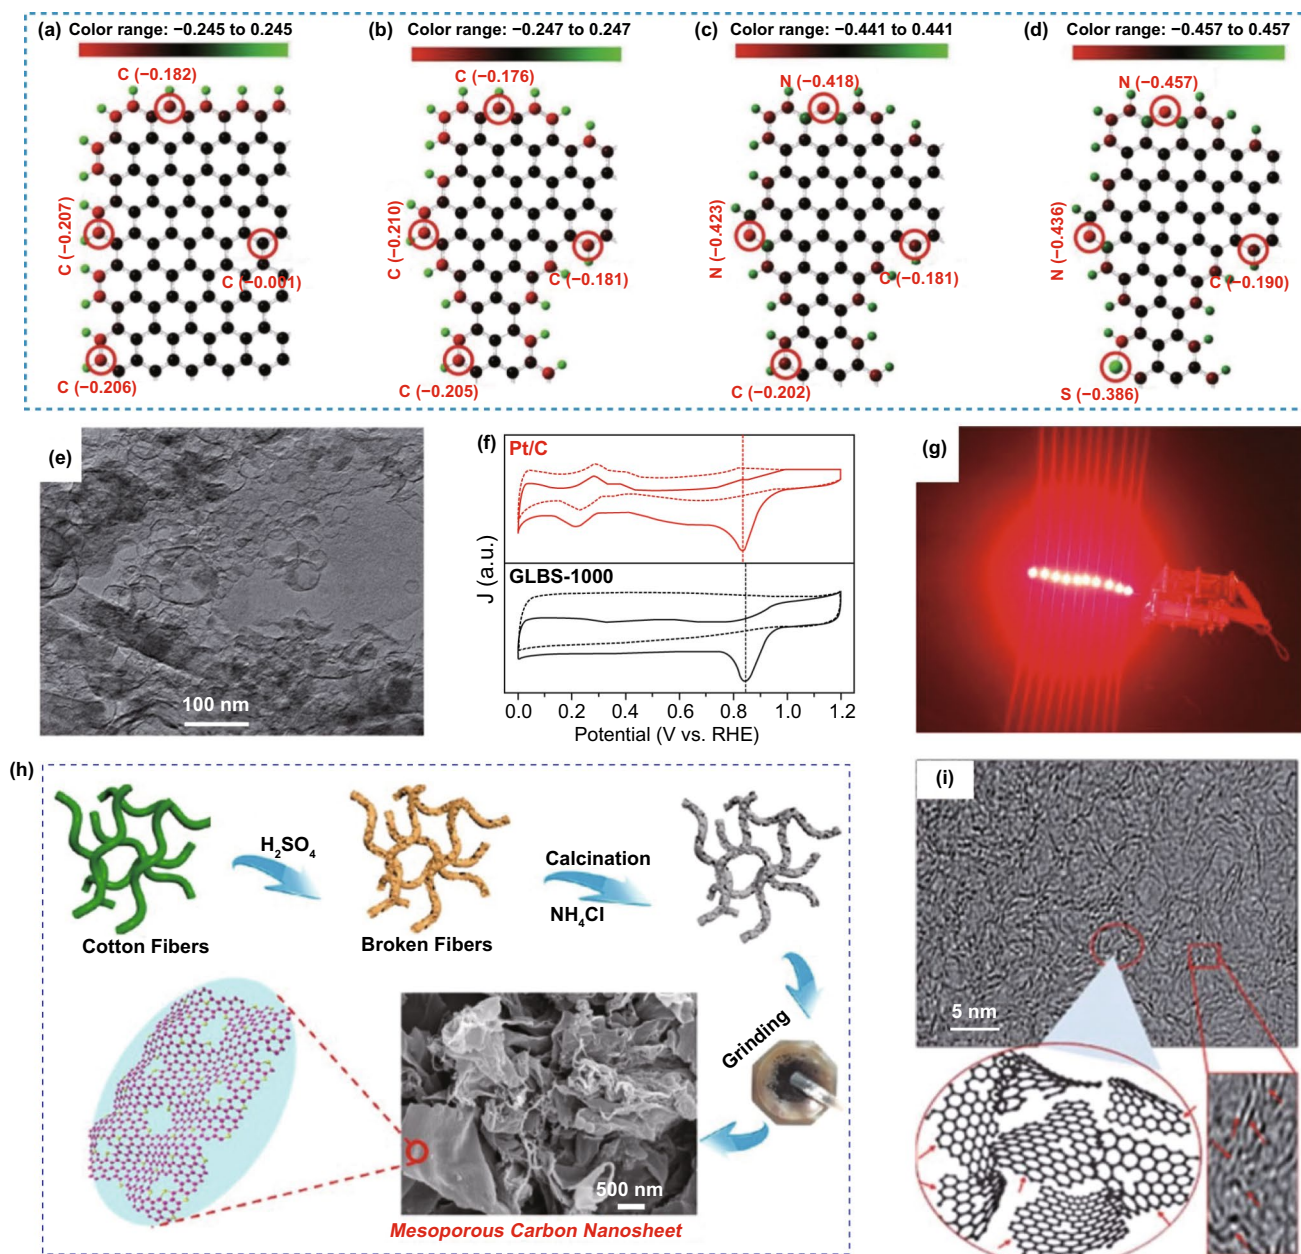 (a) Color range: −0.245 to 0.245
C (−0.182)
C (−0.207)
C (−0.001)
C (−0.206)
(b) Color range: −0.247 to 0.247
C (−0.176)
C (−0.210)
C (−0.181)
C (−0.205)
(c) Color range: −0.441 to 0.441
N (−0.418)
N (−0.423)
C (−0.181)
C (−0.202)
(d) Color range: −0.457 to 0.457
N (−0.457)
N (−0.436)
C (−0.190)
S (−0.386)
(e)
100 nm
(f)
Pt/C
GLBS-1000
J (a.u.)
0.0 0.2 0.4 0.6 0.8 1.0 1.2
Potential (V vs. RHE)
(g)
(h)
Cotton Fibers
H₂SO₄
Broken Fibers
Calcination
NH₄Cl
Grinding
500 nm
Mesoporous Carbon Nanosheet
(i)
5 nm